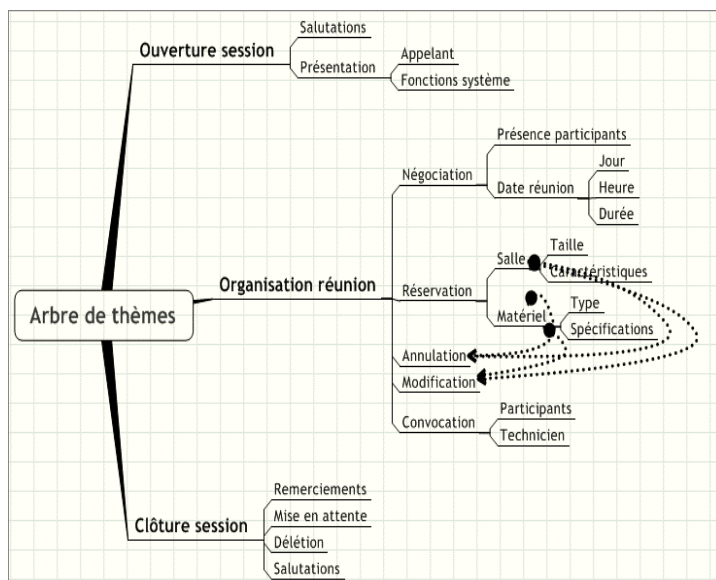 Arbre de thèmes
Ouverture session
Salutations
Présentation
Appelant
Fonctions système
Organisation réunion
Négociation
Présence participants
Date réunion
Jour
Heure
Durée
Réservation
Salle
Taille
Caractéristiques
Matériel
Type
Spécifications
Annulation
Modification
Convocation
Participants
Technicien
Clôture session
Remerciements
Mise en attente
Délétion
Salutations